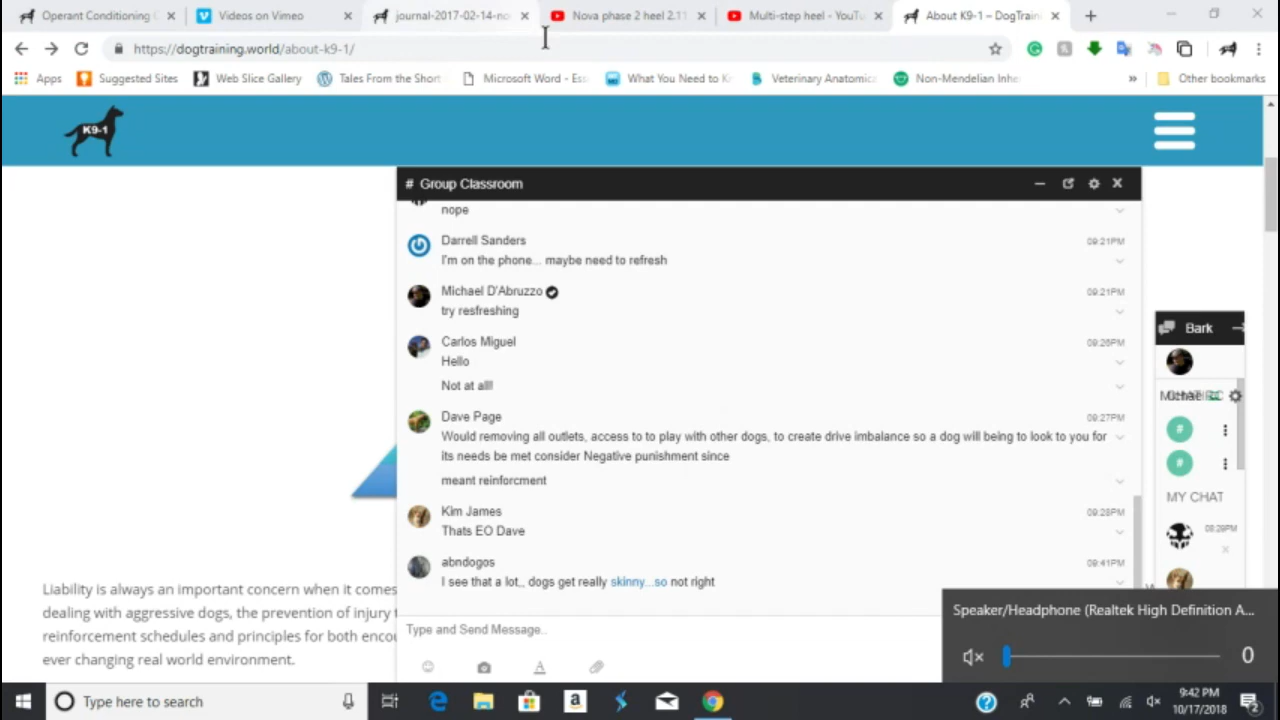 Operant Conditioning
Videos on Vimeo
journal-2017-02-14-no
Nova phase 2 heel 2.11
Multi-step heel - YouTu
About K9-1 – DogTrain
https://dogtraining.world/about-k9-1/
Apps
Suggested Sites
Web Slice Gallery
Tales From the Short
Microsoft Word - Ess
What You Need to Kn
Veterinary Anatomica
Non-Mendelian Inhe
»
Other bookmarks
K9-1
# Group Classroom
nope
Darrell Sanders 09:21PM
I'm on the phone... maybe need to refresh
Michael D'Abruzzo 09:21PM
try resfreshing
Carlos Miguel 09:26PM
Hello
Not at all!
Dave Page 09:27PM
Would removing all outlets, access to to play with other dogs, to create drive imbalance so a dog will being to look to you for
its needs be met consider Negative punishment since
meant reinforcment
Kim James 09:28PM
Thats EO Dave
abndogos 09:41PM
I see that a lot,, dogs get really skinny...so not right
Type and Send Message..
Bark
#
#
MY CHAT
09:29PM
Liability is always an important concern when it comes
dealing with aggressive dogs, the prevention of injury
reinforcement schedules and principles for both encou
ever changing real world environment.
Speaker/Headphone (Realtek High Definition A...
0
Type here to search
9:42 PM
10/17/2018
2